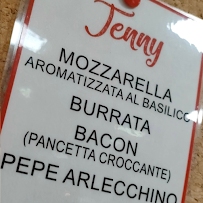 Jenny
MOZZARELLA
AROMATIZZATA AL BASILICO
BURRATA
BACON
(PANCETTA CROCCANTE)
PEPE ARLECCHINO